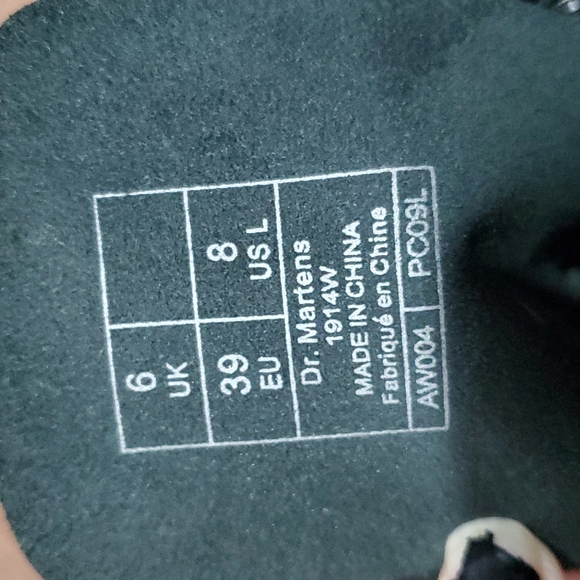 6
UK
39
EU
8
US L
Dr. Martens
1914W
MADE IN CHINA
Fabriqué en Chine
AW004 PC09L